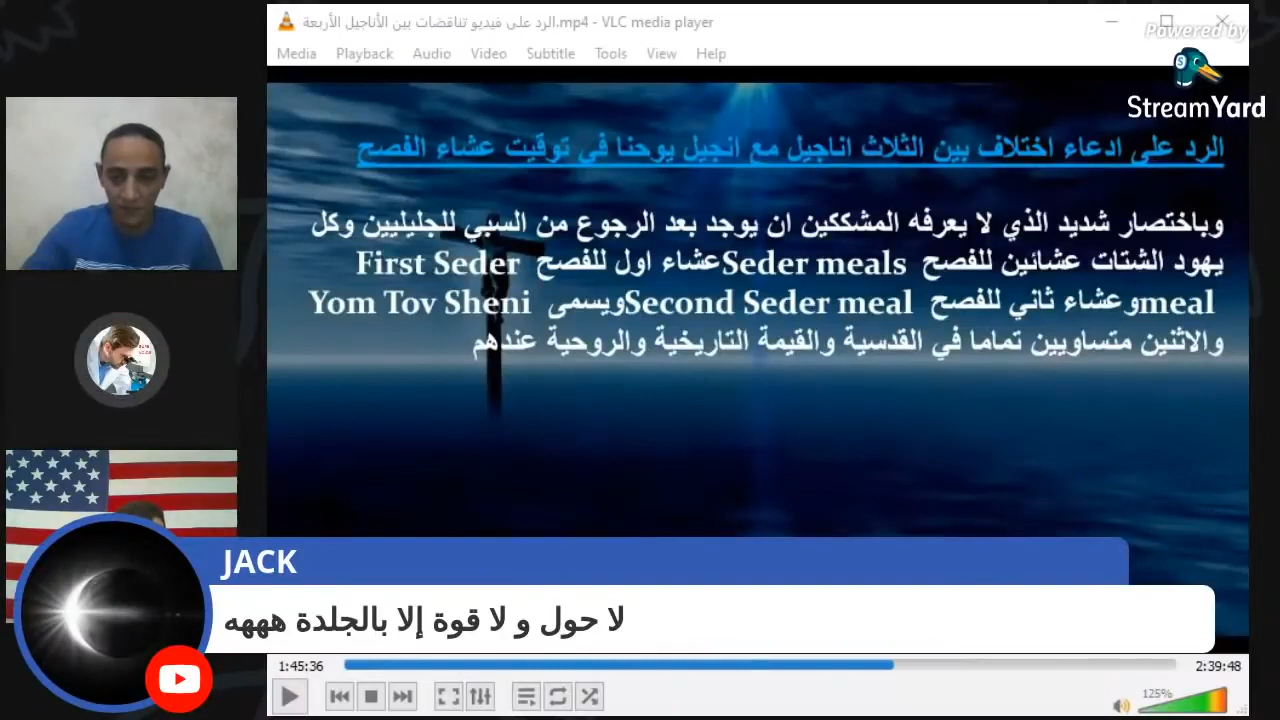 الرد على فيديو تناقضات بين الأناجيل الأربعة.mp4 - VLC media player
Media Playback Audio Video Subtitle Tools View Help
Powered by
StreamYard
الرد على ادعاء اختلاف بين الثلاث اناجيل مع انجيل يوحنا في توقيت عشاء الفصح
وباختصار شديد الذي لا يعرفه المشككين ان يوجد بعد الرجوع من السبي للجليليين وكل
يهود الشتات عشائين للفصح Seder meals عشاء اول للفصح First Seder
meal وعشاء ثاني للفصح Second Seder meal ويسمى Yom Tov Sheni
والاثنين متساويين تماما في القدسية والقيمة التاريخية والروحية عندهم
JACK
لا حول و لا قوة إلا بالجلدة هههه
1:45:36
2:39:48
125%